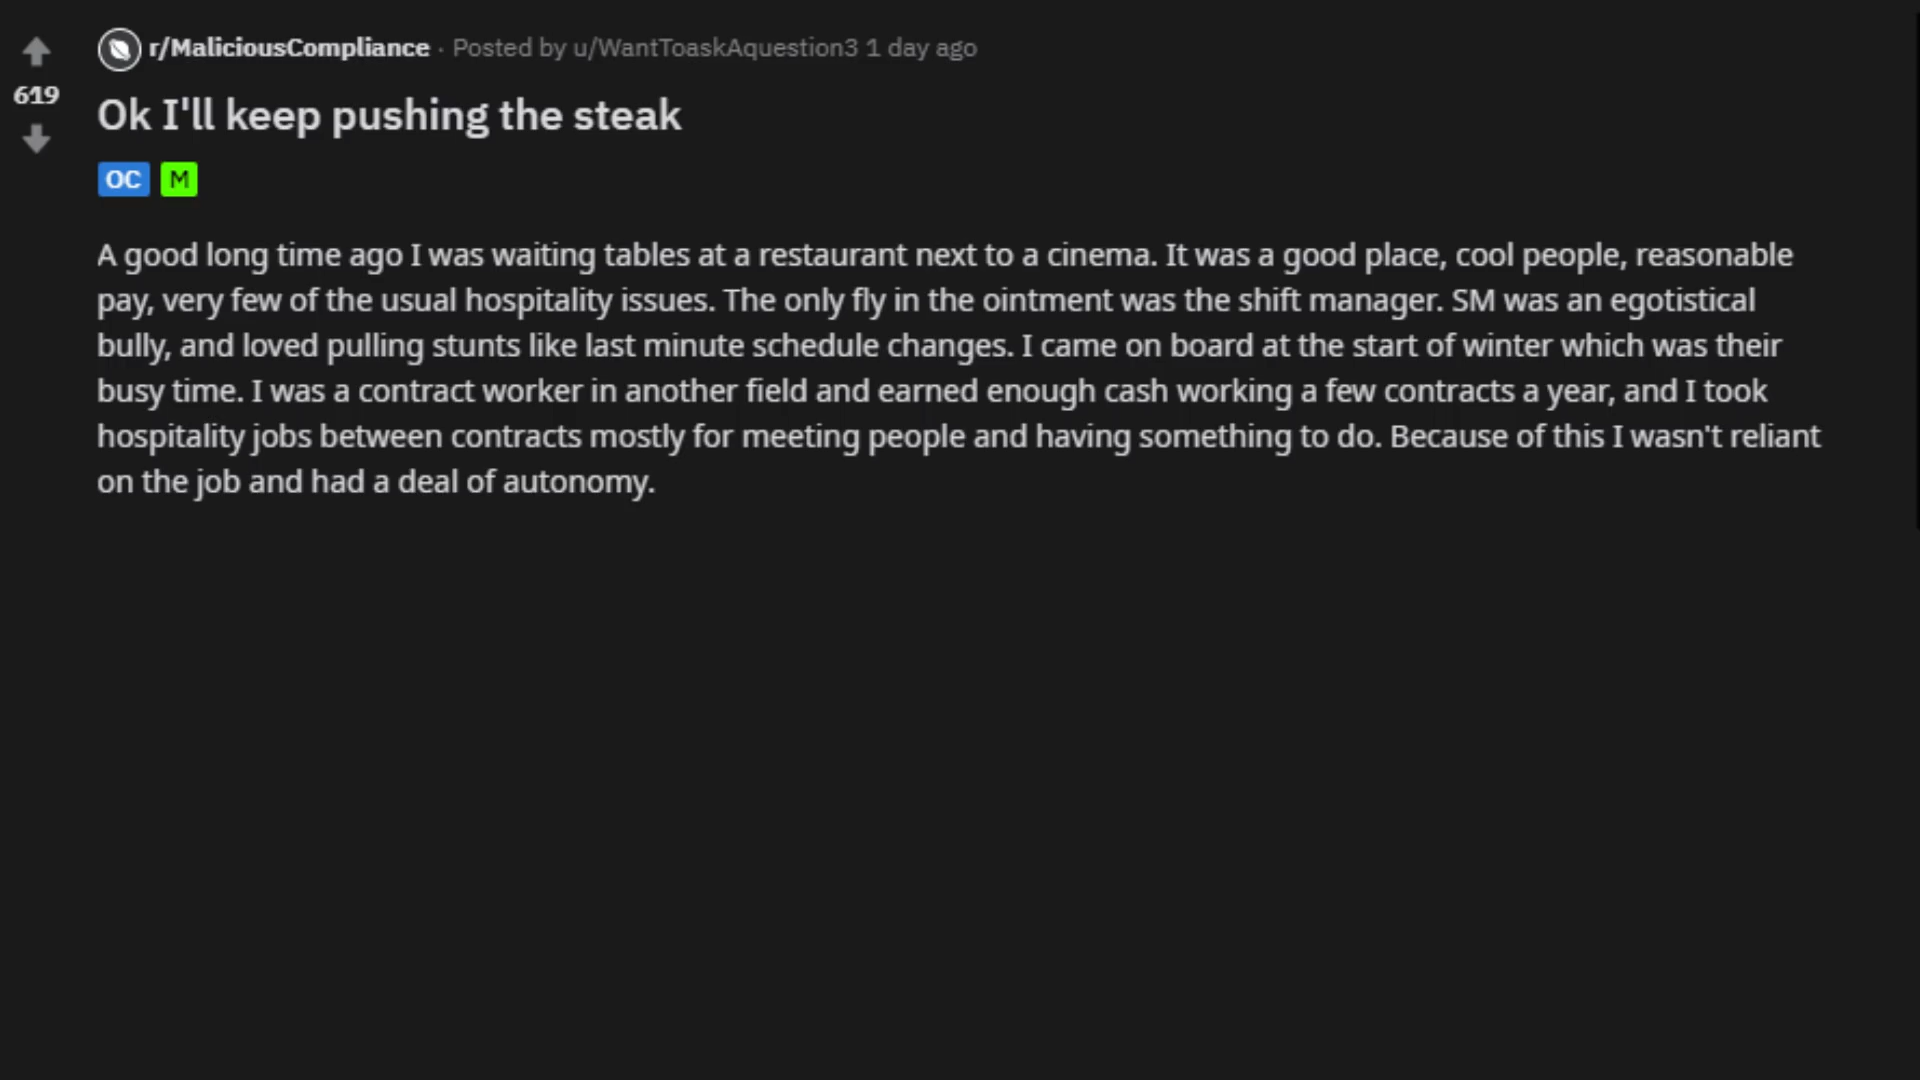 r/MaliciousCompliance · Posted by u/WantToaskAquestion3 1 day ago
619
Ok I'll keep pushing the steak
OC M
A good long time ago I was waiting tables at a restaurant next to a cinema. It was a good place, cool people, reasonable
pay, very few of the usual hospitality issues. The only fly in the ointment was the shift manager. SM was an egotistical
bully, and loved pulling stunts like last minute schedule changes. I came on board at the start of winter which was their
busy time. I was a contract worker in another field and earned enough cash working a few contracts a year, and I took
hospitality jobs between contracts mostly for meeting people and having something to do. Because of this I wasn't reliant
on the job and had a deal of autonomy.